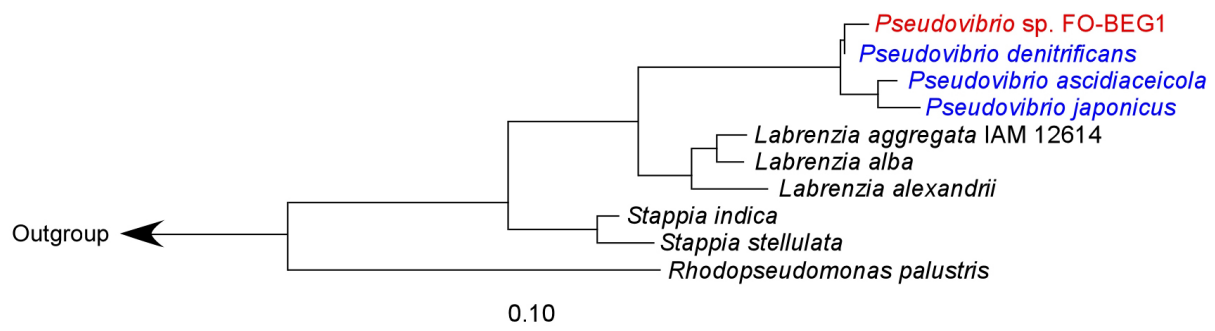 Pseudovibrio sp. FO-BEG1
Pseudovibrio denitrificans
Pseudovibrio ascidiaceicola
Pseudovibrio japonicus
Labrenzia aggregata IAM 12614
Labrenzia alba
Labrenzia alexandrii
Stappia indica
Outgroup
Stappia stellulata
Rhodopseudomonas palustris
0.10